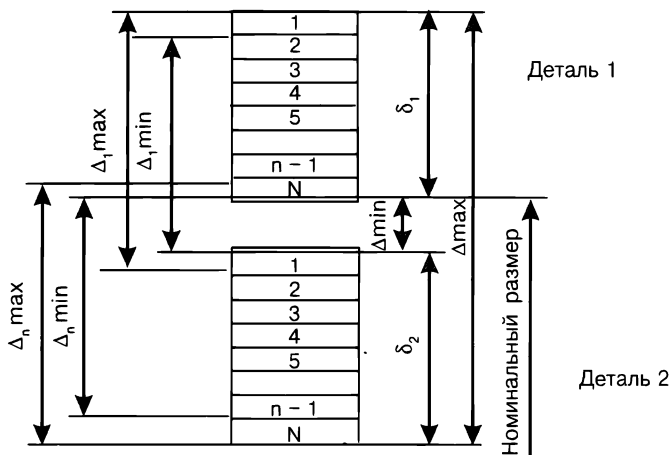 1
2
3
4
5
n – 1
N
Деталь 1
Δ₁max
Δ₁min
δ₁
Δmin
Δmax
Δₙmax
Δₙmin
1
2
3
4
5
n – 1
N
δ₂
Номинальный размер
Деталь 2